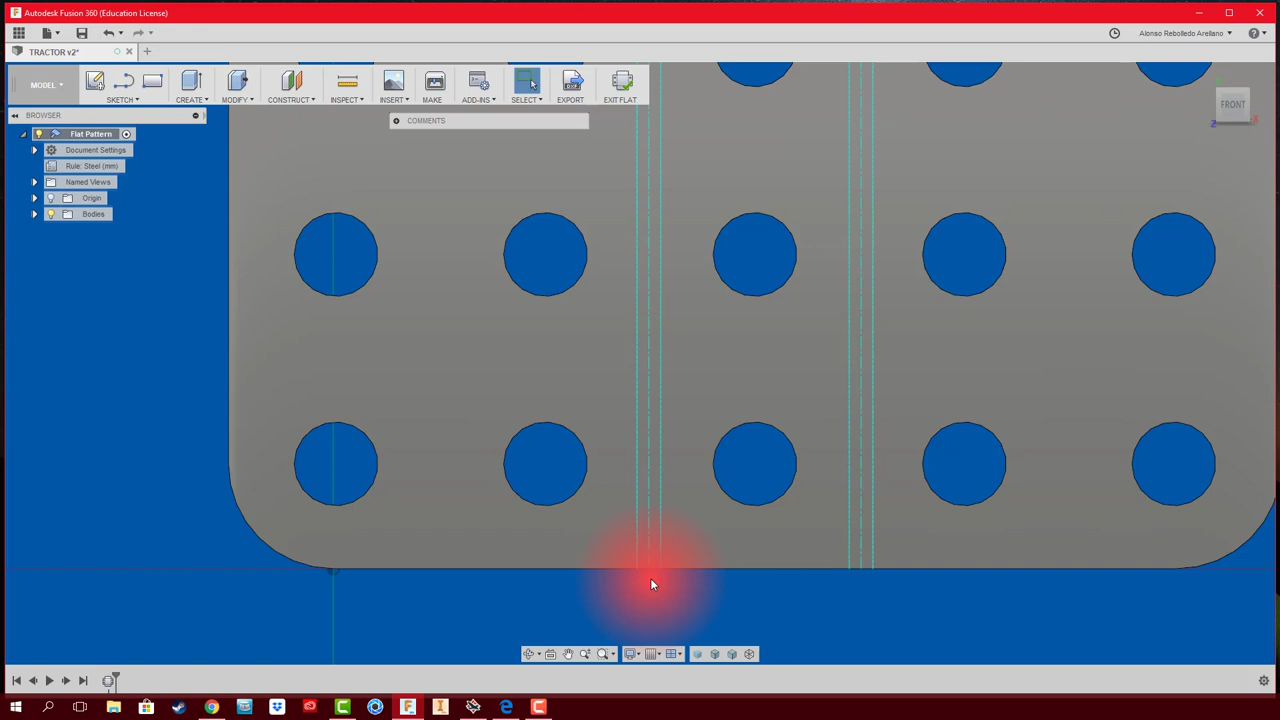 Autodesk Fusion 360 (Education License)
Alonso Rebolledo Arellano
TRACTOR v2*
MODEL
SKETCH
CREATE
MODIFY
CONSTRUCT
INSPECT
INSERT
MAKE
ADD-INS
SELECT
EXPORT
EXIT FLAT
BROWSER
COMMENTS
FRONT
Z
X
Flat Pattern
Document Settings
Rule: Steel (mm)
Named Views
Origin
Bodies